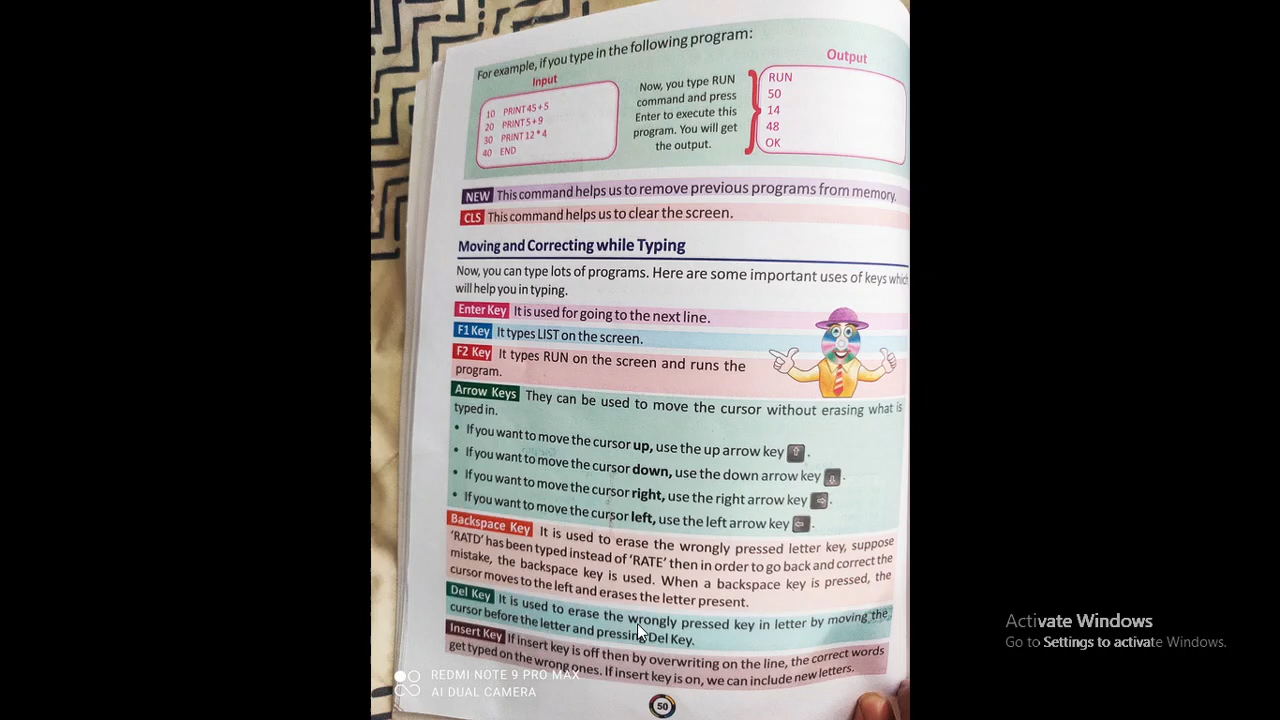 For example, if you type in the following program:
Input
10 PRINT 45 + 5
20 PRINT 5 + 9
30 PRINT 12 * 4
40 END
Now, you type RUN
command and press
Enter to execute this
program. You will get
the output.
Output
RUN
50
14
48
OK
NEW This command helps us to remove previous programs from memory.
CLS This command helps us to clear the screen.
Moving and Correcting while Typing
Now, you can type lots of programs. Here are some important uses of keys which
will help you in typing.
Enter Key It is used for going to the next line.
F1 Key It types LIST on the screen.
F2 Key It types RUN on the screen and runs the
program.
Arrow Keys They can be used to move the cursor without erasing what is
typed in.
• If you want to move the cursor up, use the up arrow key ⇧.
• If you want to move the cursor down, use the down arrow key ⇩.
• If you want to move the cursor right, use the right arrow key ⇨.
• If you want to move the cursor left, use the left arrow key ⇦.
Backspace Key It is used to erase the wrongly pressed letter key, suppose
'RATD' has been typed instead of 'RATE' then in order to go back and correct the
mistake, the backspace key is used. When a backspace key is pressed, the
cursor moves to the left and erases the letter present.
Del Key It is used to erase the wrongly pressed key in letter by moving the
cursor before the letter and pressing Del Key.
Insert Key If insert key is off then by overwriting on the line, the correct words
get typed on the wrong ones. If insert key is on, we can include new letters.
50
REDMI NOTE 9 PRO MAX
AI DUAL CAMERA
Activate Windows
Go to Settings to activate Windows.